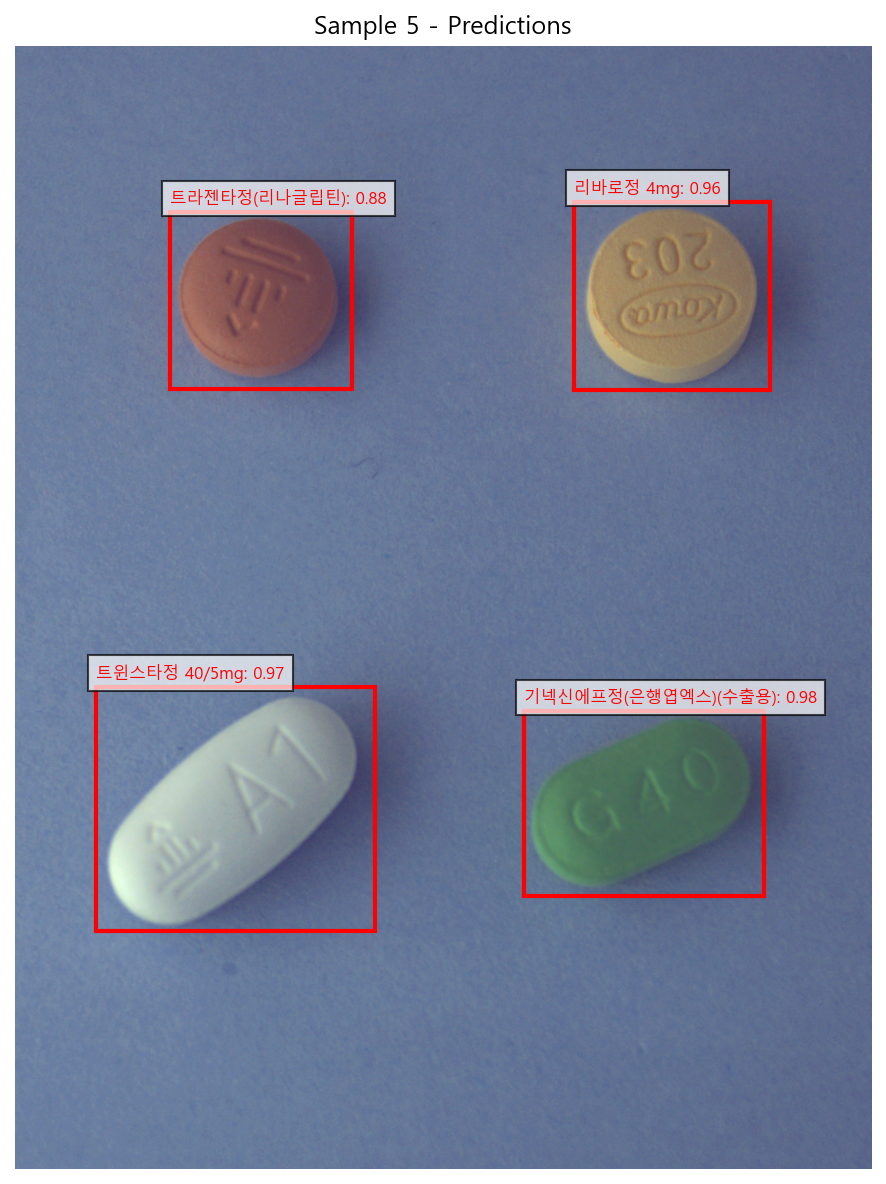 Sample 5 - Predictions
트라젠타정(리나글립틴): 0.88
리바로정 4mg: 0.96
203
Kowa
트윈스타정 40/5mg: 0.97
기넥신에프정(은행엽엑스)(수출용): 0.98
A1
G40